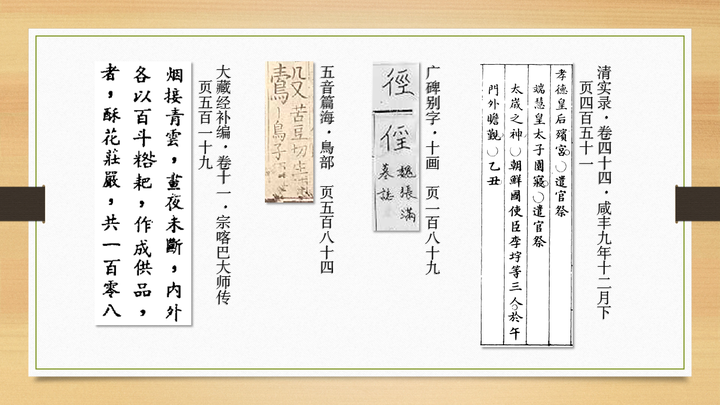 清实录·卷四十四·咸丰九年十二月下
页四百五十一
孝德皇后殯宮○遣官祭
端慧皇太子園寢○遣官祭
太歲之神○朝鮮國使臣李㘾等三人○於午
門外瞻觀○乙丑
广碑别字·十画 页一百八十九
徑
俓 魏張滿
墓誌
五音篇海·鳥部 页五百八十四
苦豆切生
鳥子
大藏经补编·卷十一·宗喀巴大师传
页五百一十九
烟接青雲，晝夜未斷，內外
各以百斗糌粑，作成供品，
者，酥花莊嚴，共一百零八